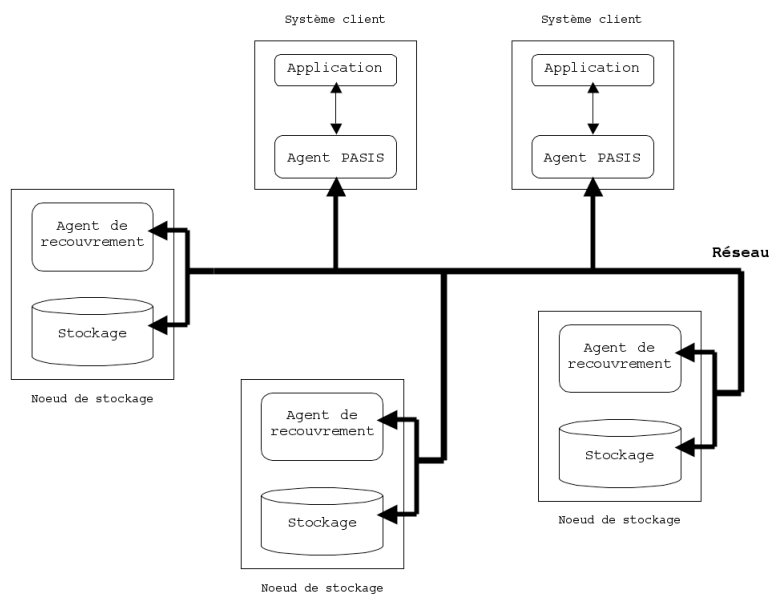 Système client
Système client
Application
Application
Agent PASIS
Agent PASIS
Agent de
recouvrement
Stockage
Noeud de stockage
Réseau
Agent de
recouvrement
Stockage
Noeud de stockage
Agent de
recouvrement
Stockage
Noeud de stockage